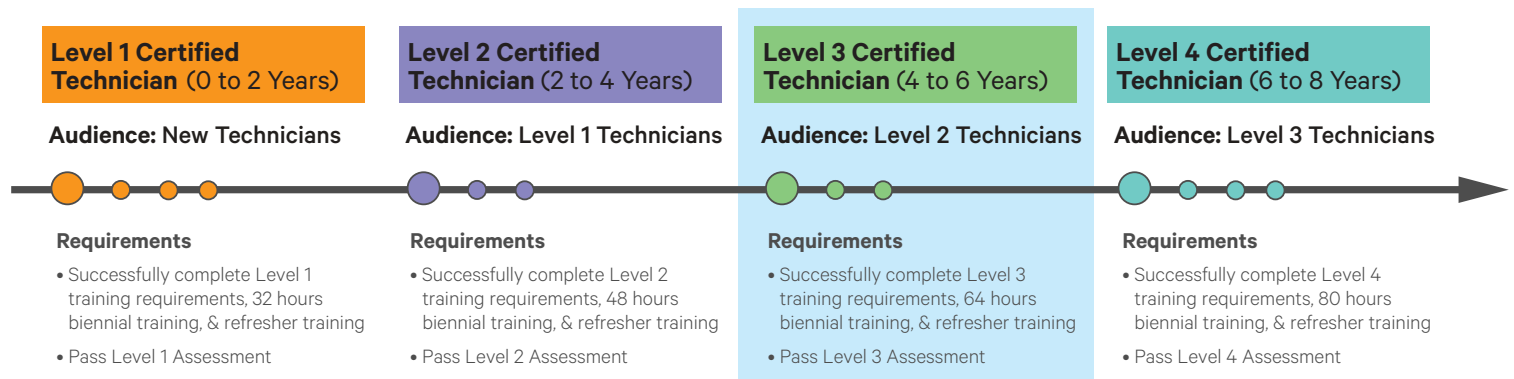 Level 1 Certified
Technician (0 to 2 Years)
Audience: New Technicians
Requirements
• Successfully complete Level 1
training requirements, 32 hours
biennial training, & refresher training
• Pass Level 1 Assessment
Level 2 Certified
Technician (2 to 4 Years)
Audience: Level 1 Technicians
Requirements
• Successfully complete Level 2
training requirements, 48 hours
biennial training, & refresher training
• Pass Level 2 Assessment
Level 3 Certified
Technician (4 to 6 Years)
Audience: Level 2 Technicians
Requirements
• Successfully complete Level 3
training requirements, 64 hours
biennial training, & refresher training
• Pass Level 3 Assessment
Level 4 Certified
Technician (6 to 8 Years)
Audience: Level 3 Technicians
Requirements
• Successfully complete Level 4
training requirements, 80 hours
biennial training, & refresher training
• Pass Level 4 Assessment